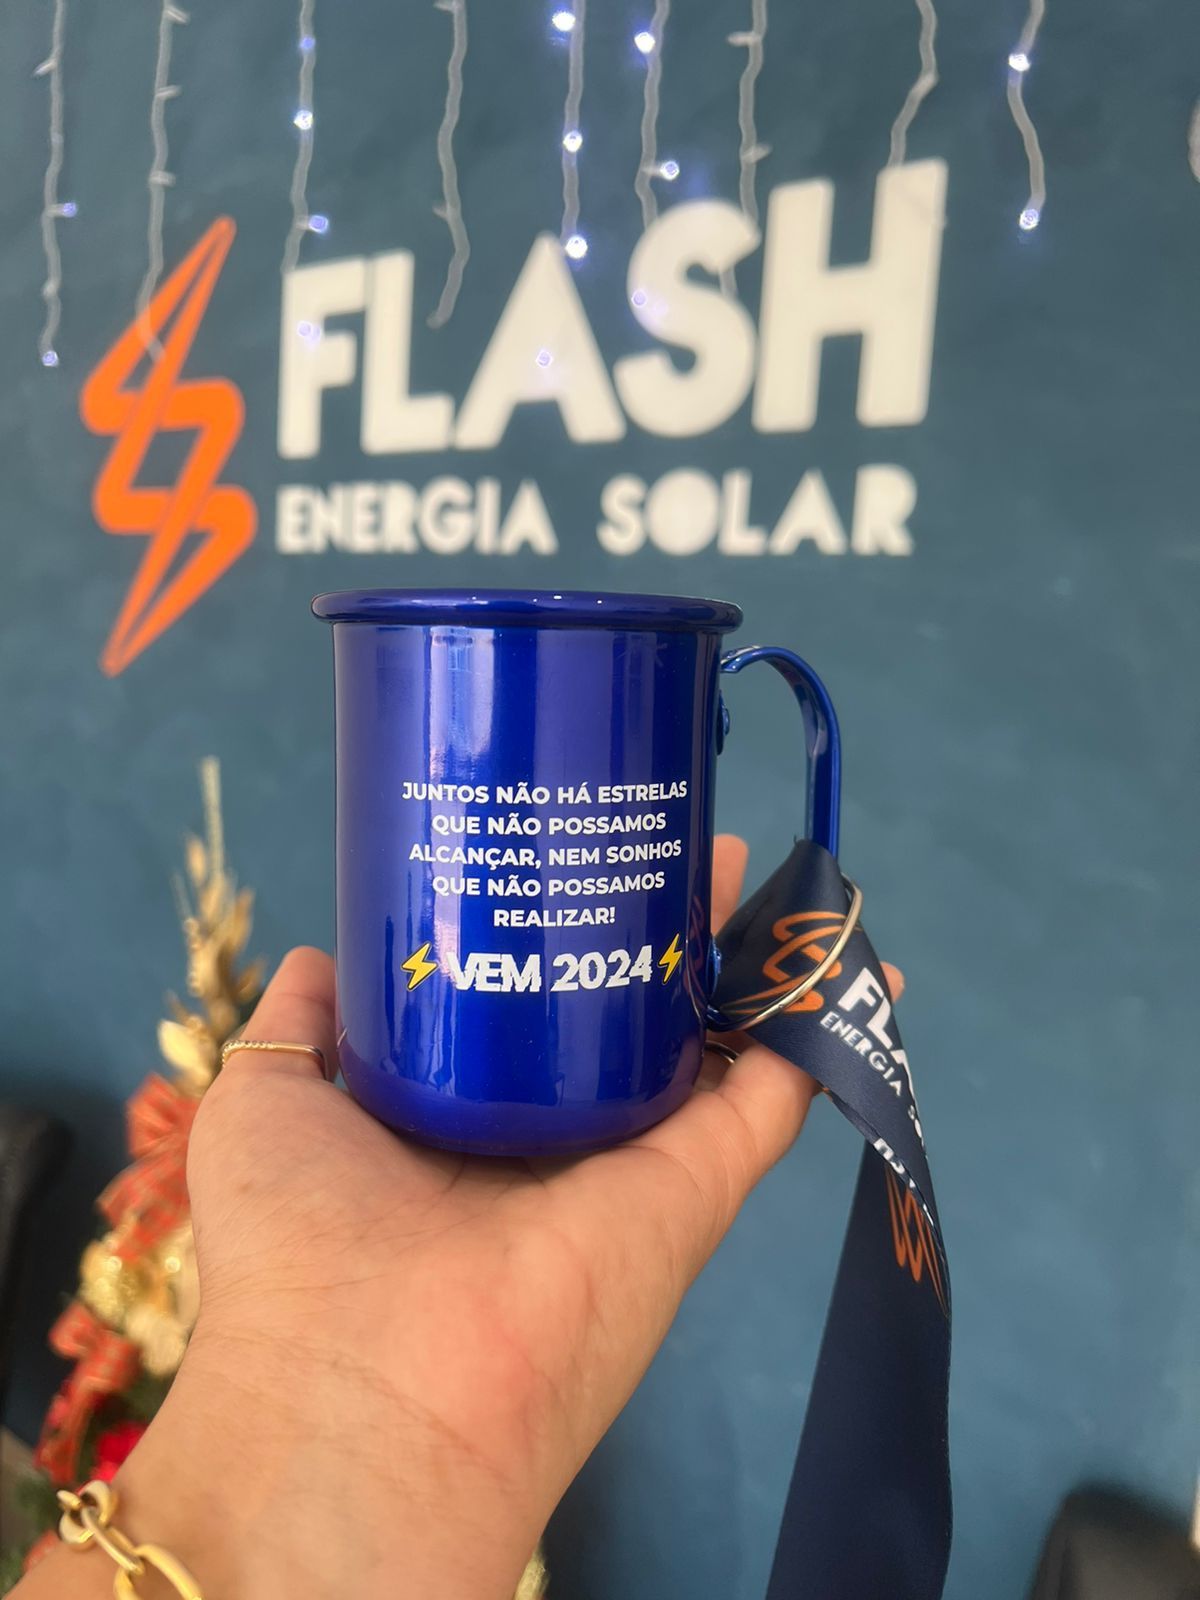 FLASH
ENERGIA SOLAR
JUNTOS NÃO HÁ ESTRELAS
QUE NÃO POSSAMOS
ALCANÇAR, NEM SONHOS
QUE NÃO POSSAMOS
REALIZAR!
VEM 2024
ENERGIA